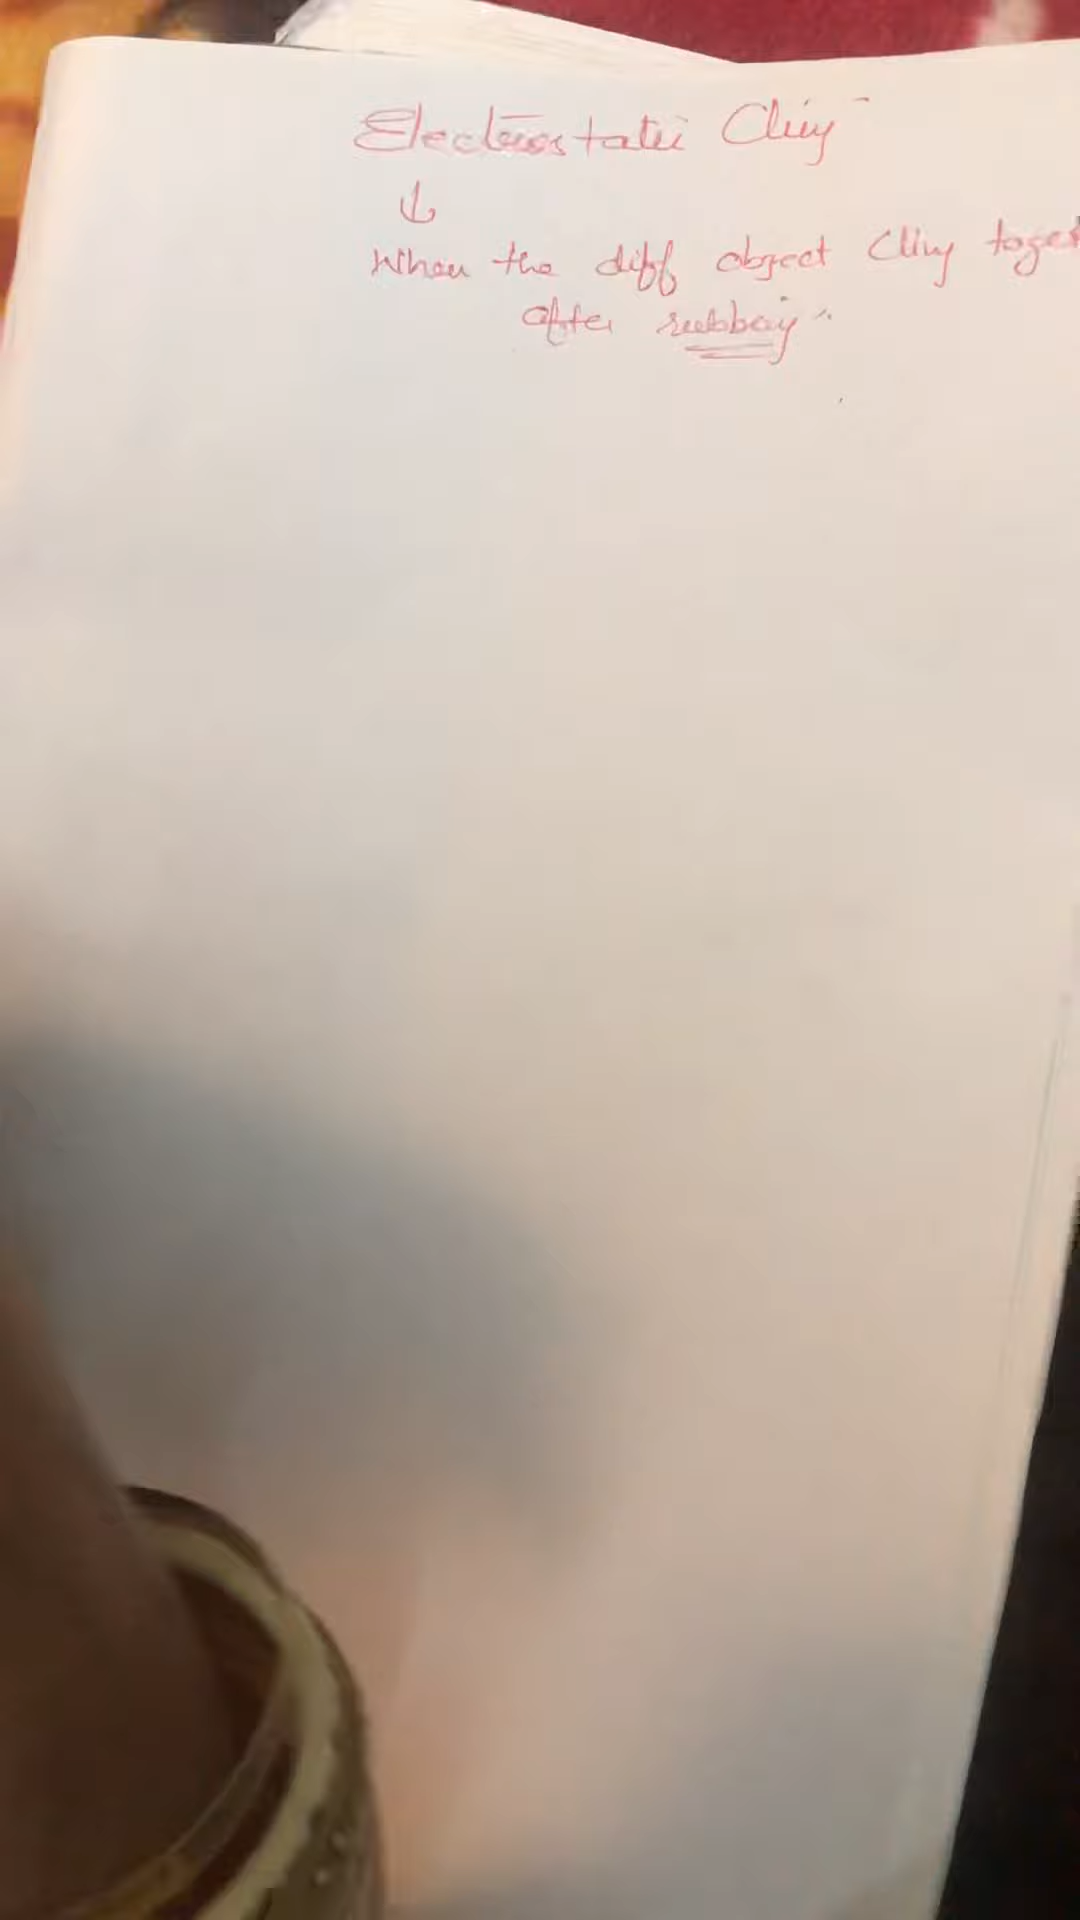 Electrostatic Cling
↓
When the diff object Cling toget
after rubbing"